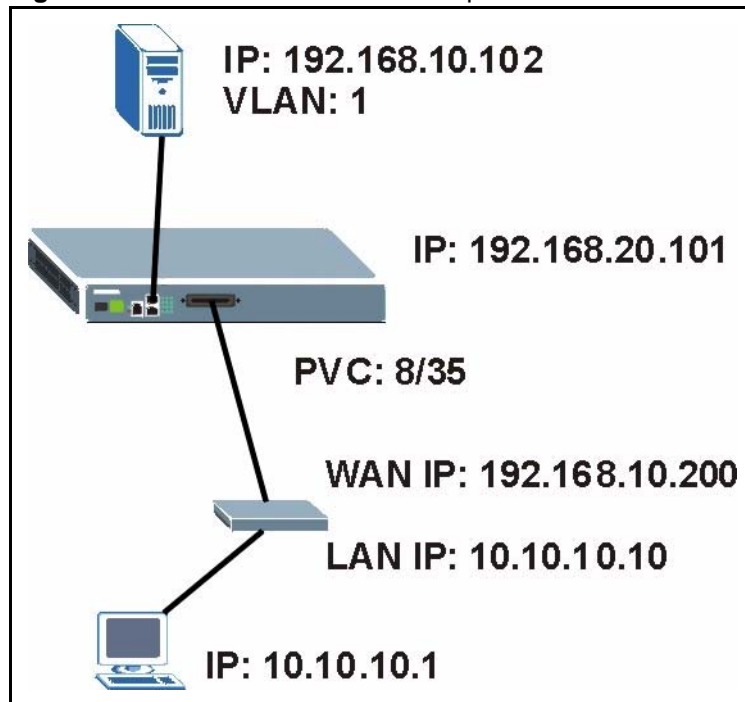 IP: 192.168.10.102
VLAN: 1
IP: 192.168.20.101
PVC: 8/35
WAN IP: 192.168.10.200
LAN IP: 10.10.10.10
IP: 10.10.10.1